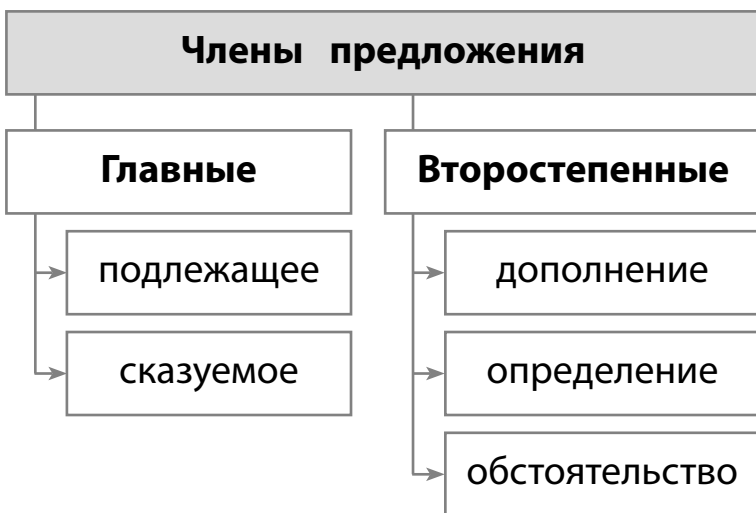 Члены предложения
Главные
Второстепенные
подлежащее
сказуемое
дополнение
определение
обстоятельство